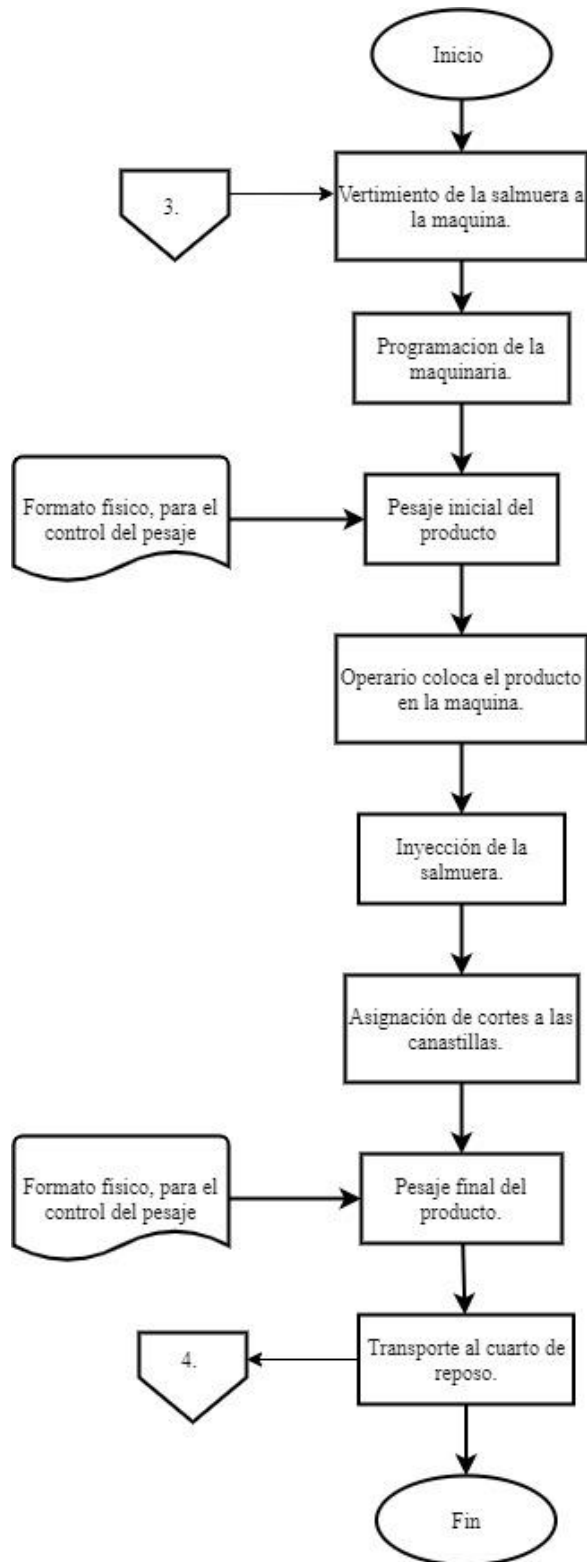 Inicio
3.
Vertimiento de la salmuera a
la maquina.
Programacion de la
maquinaria.
Formato físico, para el
control del pesaje
Pesaje inicial del
producto
Operario coloca el producto
en la maquina.
Inyección de la
salmuera.
Asignación de cortes a las
canastillas.
Formato físico, para el
control del pesaje
Pesaje final del
producto.
4.
Transporte al cuarto de
reposo.
Fin